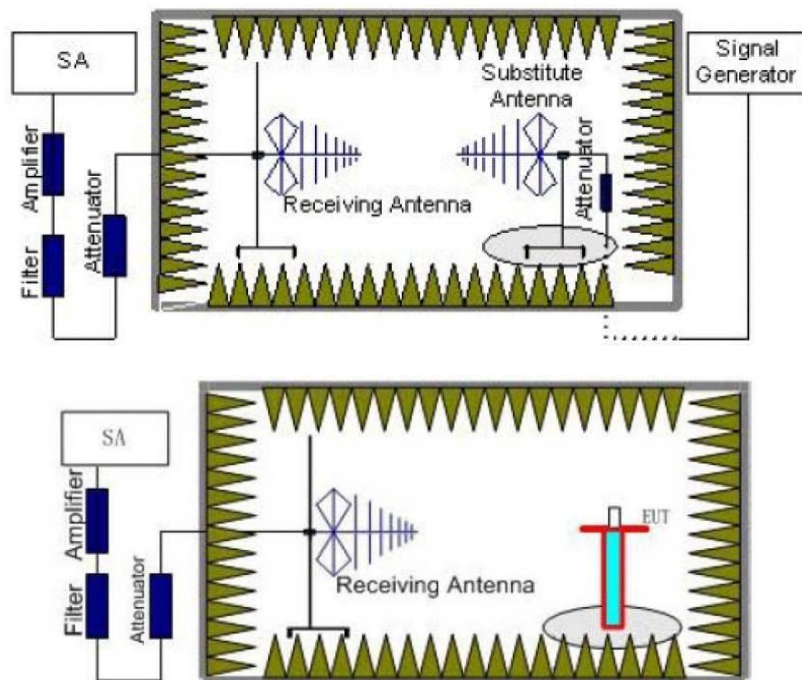 SA
Amplifier
Filter
Attenuator
Receiving Antenna
Substitute
Antenna
Attenuator
Signal
Generator
SA
Amplifier
Filter
Attenuator
Receiving Antenna
EUT